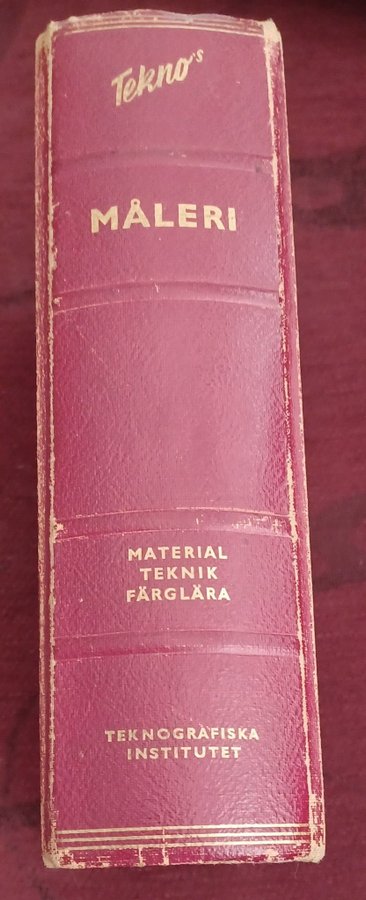 Tekno's
MÅLERI
MATERIAL
TEKNIK
FÄRGLÄRA
TEKNOGRAFISKA
INSTITUTET